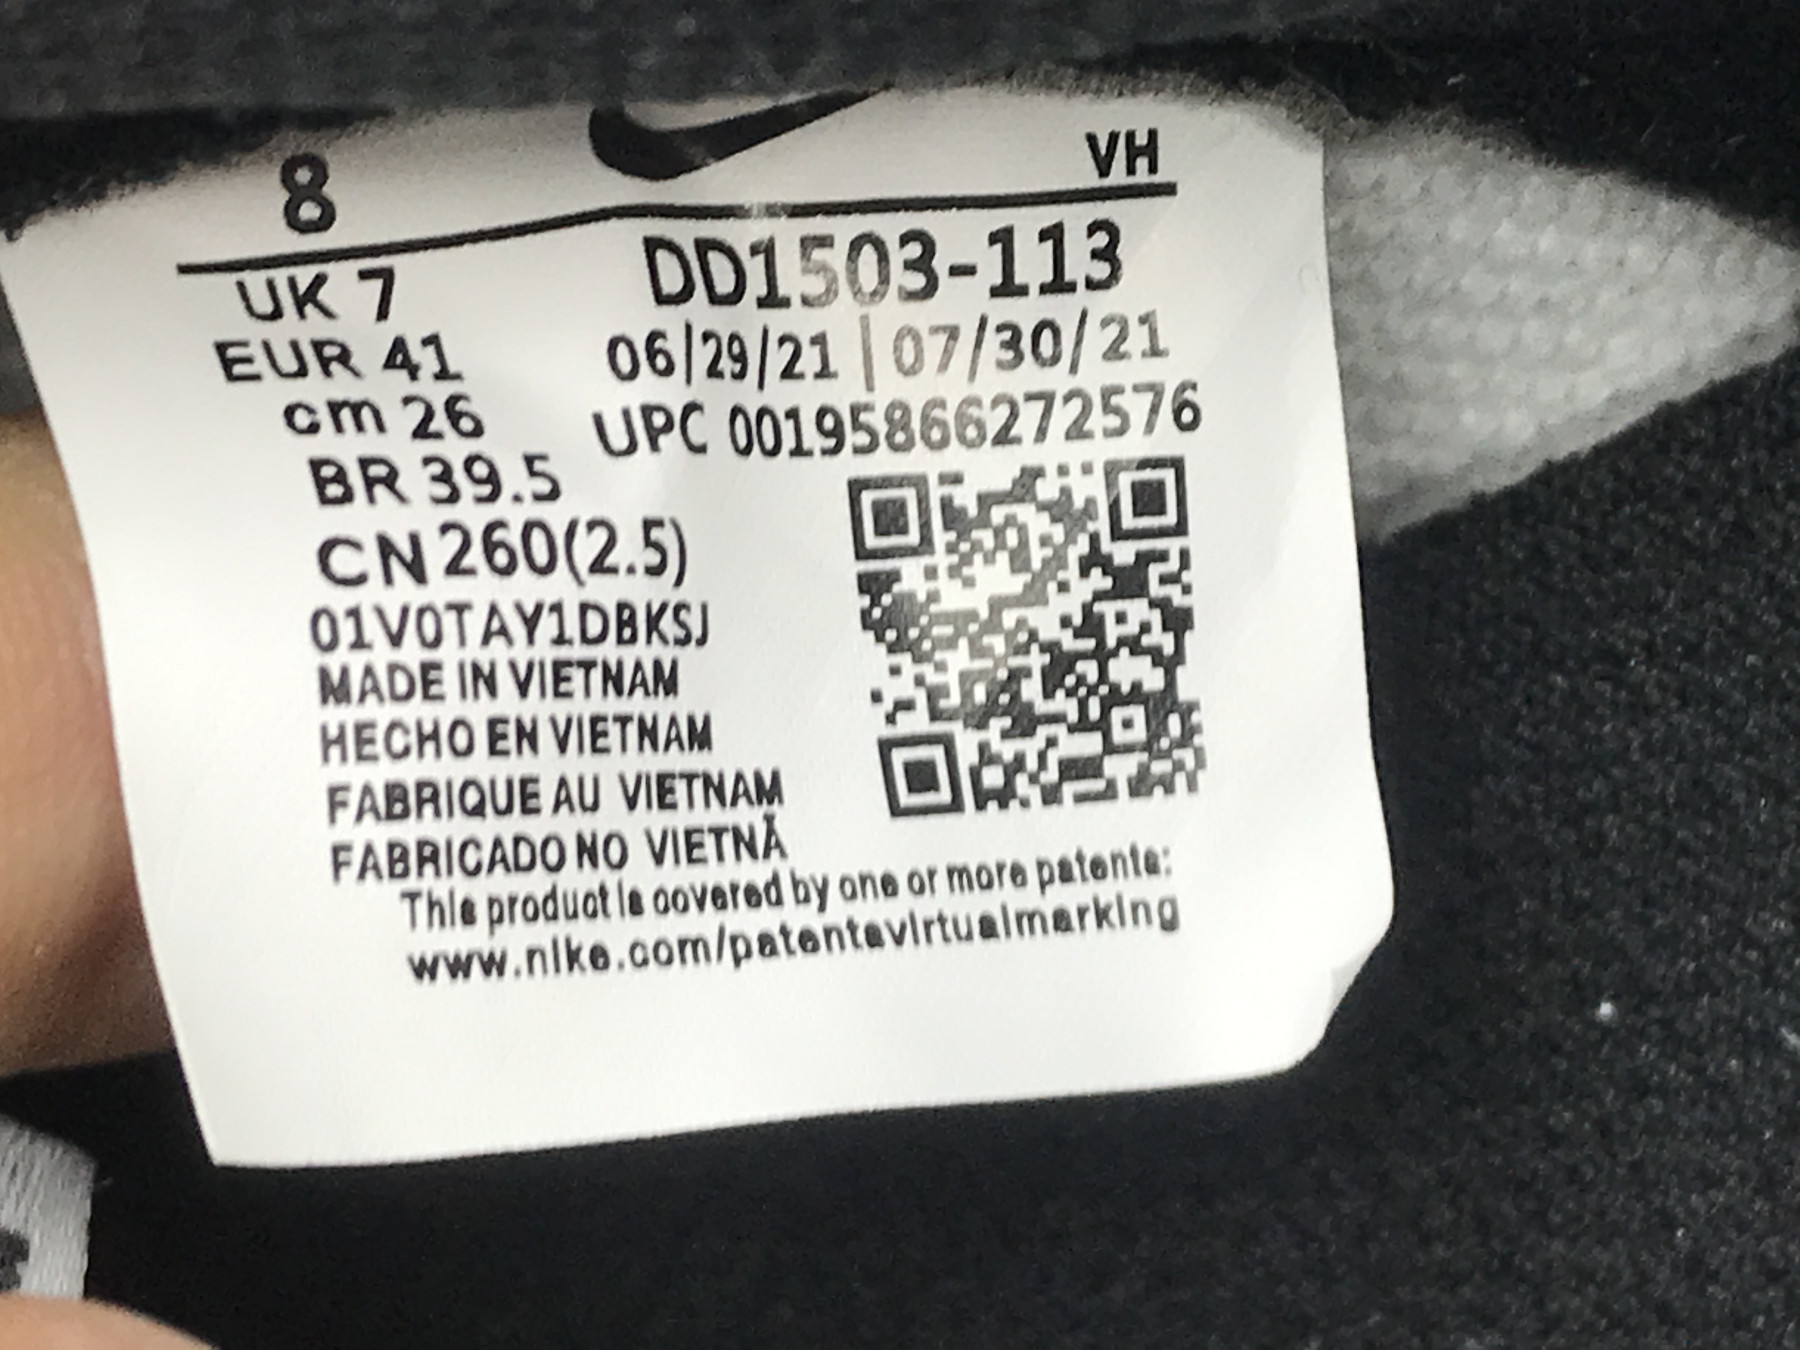 8
VH
UK 7
DD1503-113
EUR 41
06/29/21 | 07/30/21
cm 26
UPC 00195866272576
BR 39.5
CN 260(2.5)
01V0TAY1DBKSJ
MADE IN VIETNAM
HECHO EN VIETNAM
FABRIQUE AU VIETNAM
FABRICADO NO VIETNÃ
This product is covered by one or more patents:
www.nike.com/patentsvirtualmarking